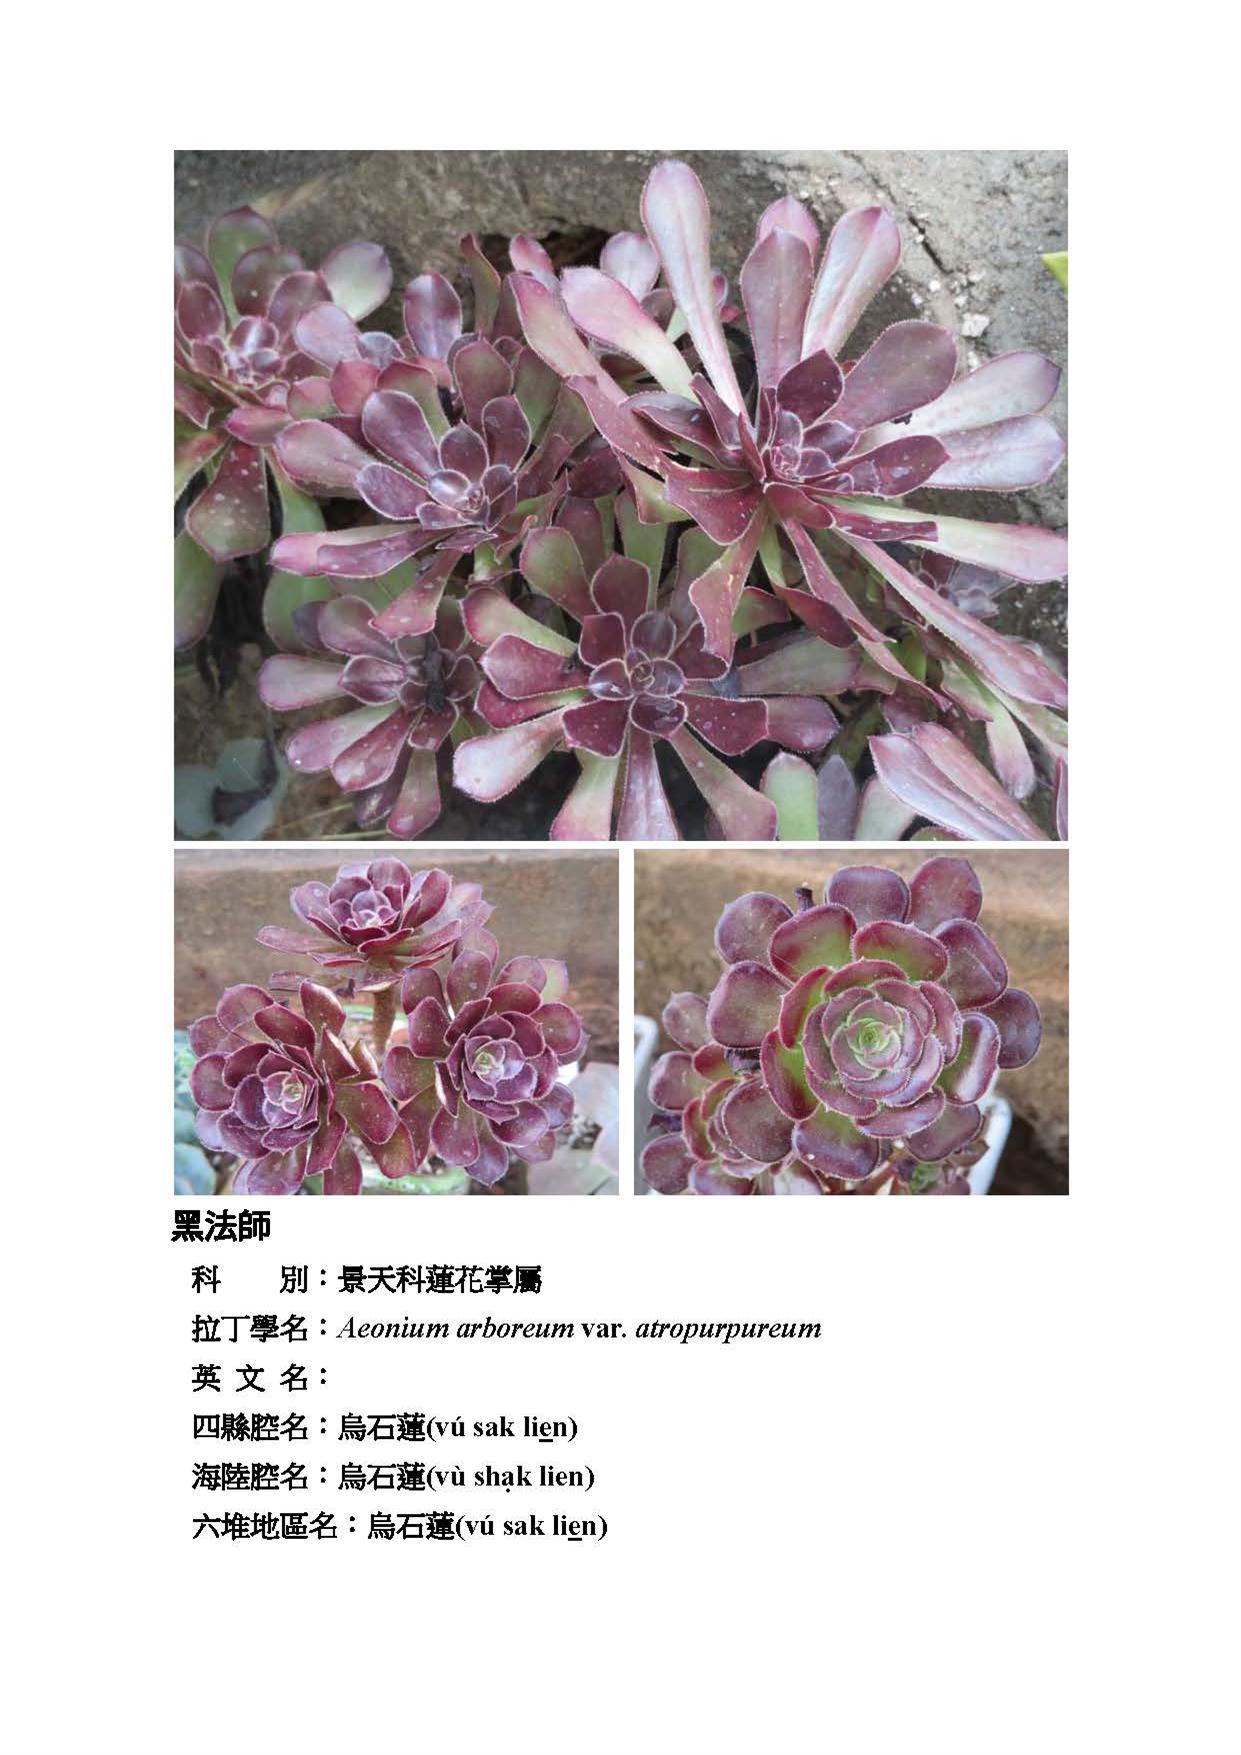 黑法師
科　　別：景天科蓮花掌屬
拉丁學名：Aeonium arboreum var. atropurpureum
英 文 名：
四縣腔名：烏石蓮(vú sak lie̲n)
海陸腔名：烏石蓮(vù shạk lien)
六堆地區名：烏石蓮(vú sak lie̲n)